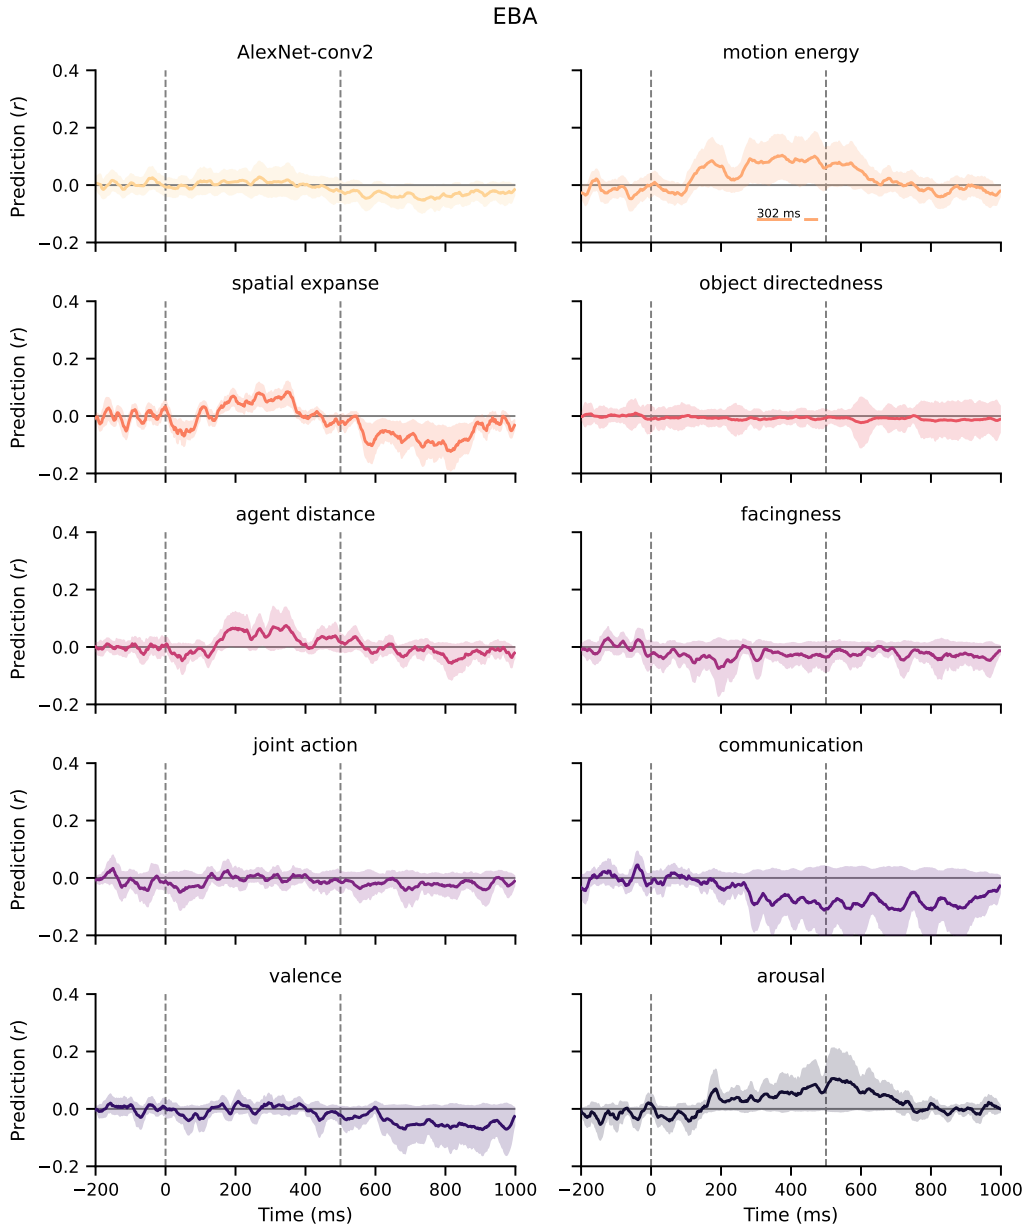 EBA
AlexNet-conv2
motion energy
0.4
0.2
0.0
−0.2
Prediction (r)
302 ms
spatial expanse
object directedness
0.4
0.2
0.0
−0.2
Prediction (r)
agent distance
facingness
0.4
0.2
0.0
−0.2
Prediction (r)
joint action
communication
0.4
0.2
0.0
−0.2
Prediction (r)
valence
arousal
0.4
0.2
0.0
−0.2
Prediction (r)
−200 0 200 400 600 800 1000
−200 0 200 400 600 800 1000
Time (ms)
Time (ms)